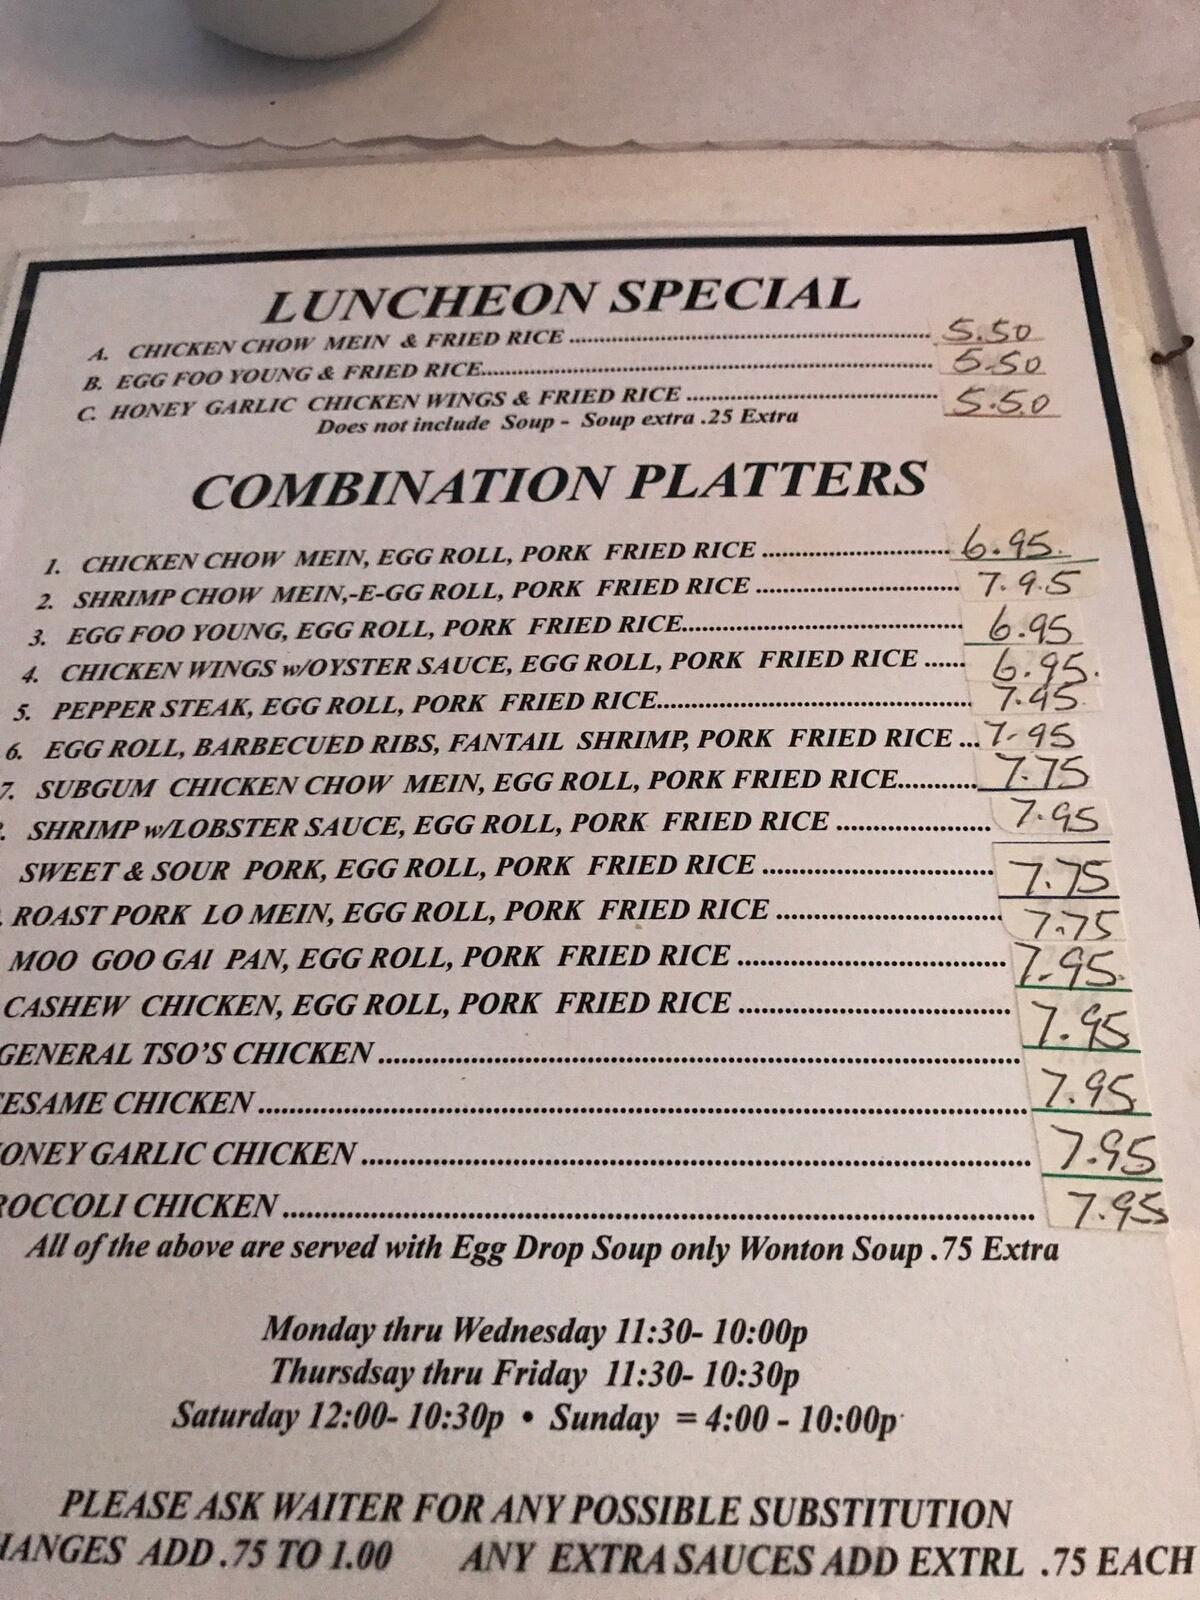 LUNCHEON SPECIAL
A. CHICKEN CHOW MEIN & FRIED RICE ........ 5.50
B. EGG FOO YOUNG & FRIED RICE ........ 5.50
C. HONEY GARLIC CHICKEN WINGS & FRIED RICE ........ 5.50
Does not include Soup - Soup extra .25 Extra
COMBINATION PLATTERS
1. CHICKEN CHOW MEIN, EGG ROLL, PORK FRIED RICE ........ 6.95
2. SHRIMP CHOW MEIN,-E-GG ROLL, PORK FRIED RICE ........ 7.95
3. EGG FOO YOUNG, EGG ROLL, PORK FRIED RICE ........ 6.95
4. CHICKEN WINGS w/OYSTER SAUCE, EGG ROLL, PORK FRIED RICE ...... 6.95
5. PEPPER STEAK, EGG ROLL, PORK FRIED RICE ........ 7.95
6. EGG ROLL, BARBECUED RIBS, FANTAIL SHRIMP, PORK FRIED RICE ... 7.95
7. SUBGUM CHICKEN CHOW MEIN, EGG ROLL, PORK FRIED RICE ........ 7.75
SHRIMP w/LOBSTER SAUCE, EGG ROLL, PORK FRIED RICE ........ 7.95
SWEET & SOUR PORK, EGG ROLL, PORK FRIED RICE ........ 7.75
ROAST PORK LO MEIN, EGG ROLL, PORK FRIED RICE ........ 7.75
MOO GOO GAI PAN, EGG ROLL, PORK FRIED RICE ........ 7.95
CASHEW CHICKEN, EGG ROLL, PORK FRIED RICE ........ 7.95
GENERAL TSO'S CHICKEN ........ 7.95
ESAME CHICKEN ........ 7.95
ONEY GARLIC CHICKEN ........ 7.95
ROCCOLI CHICKEN ........ 7.95
All of the above are served with Egg Drop Soup only Wonton Soup .75 Extra
Monday thru Wednesday 11:30- 10:00p
Thursdsay thru Friday 11:30- 10:30p
Saturday 12:00- 10:30p • Sunday = 4:00 - 10:00p
PLEASE ASK WAITER FOR ANY POSSIBLE SUBSTITUTION
HANGES ADD .75 TO 1.00 ANY EXTRA SAUCES ADD EXTRL .75 EACH